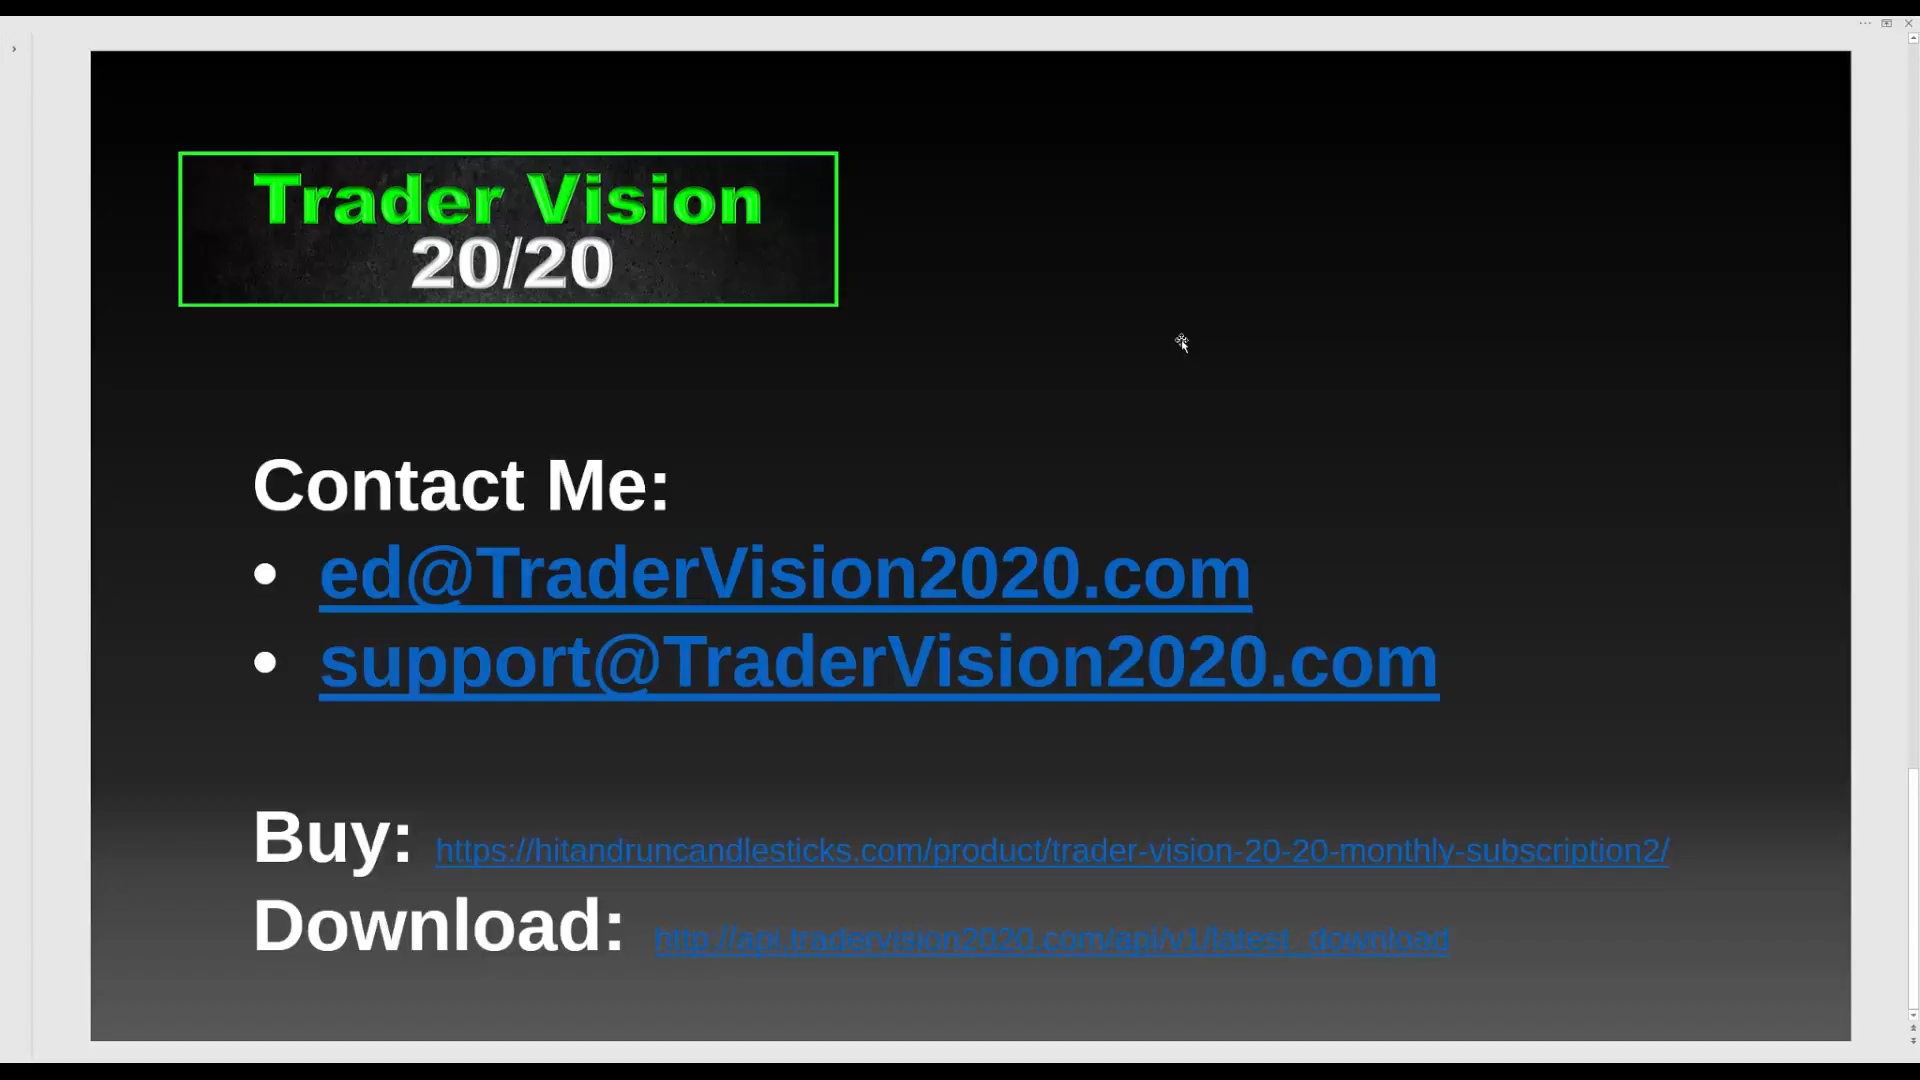 Trader Vision
20/20
Contact Me:
• ed@TraderVision2020.com
• support@TraderVision2020.com
Buy: https://hitandruncandlesticks.com/product/trader-vision-20-20-monthly-subscription2/
Download: http://api.tradervision2020.com/api/v1/latest_download